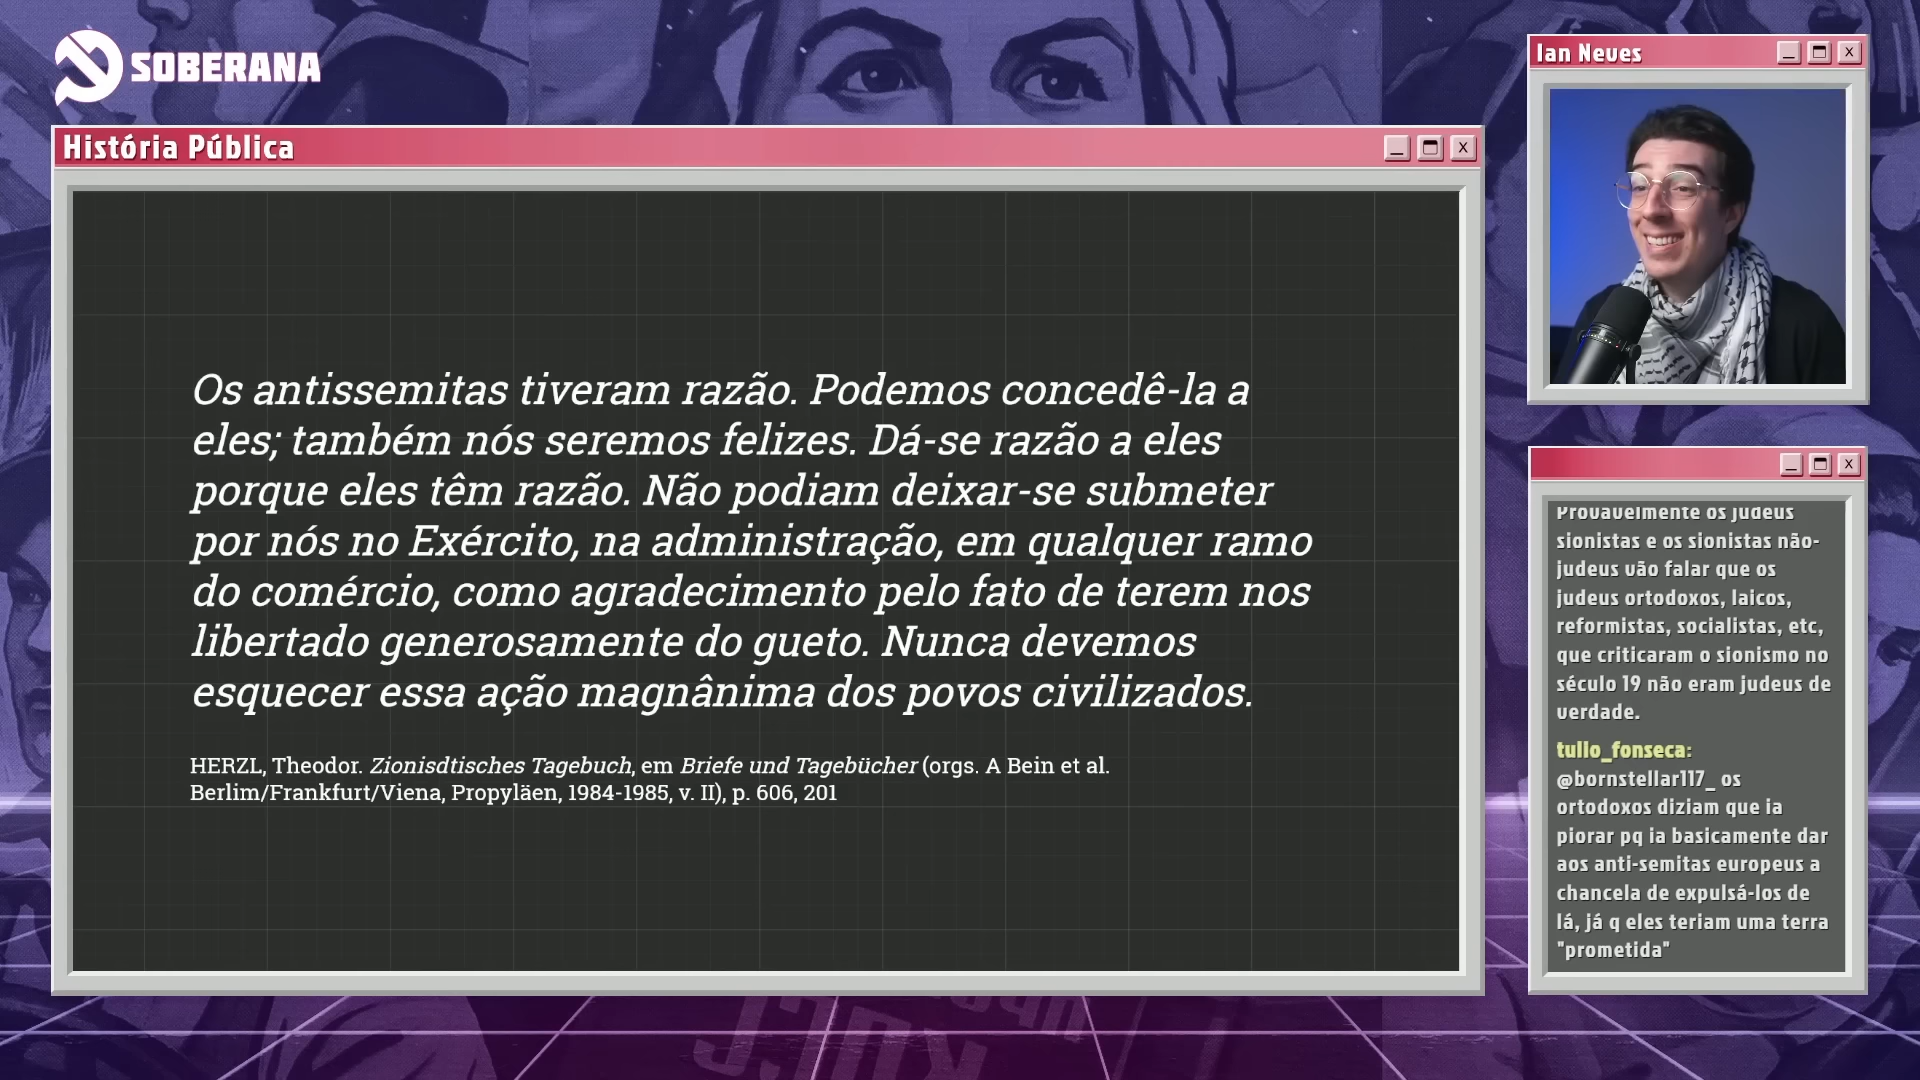 SOBERANA
História Pública
Os antissemitas tiveram razão. Podemos concedê-la a
eles; também nós seremos felizes. Dá-se razão a eles
porque eles têm razão. Não podiam deixar-se submeter
por nós no Exército, na administração, em qualquer ramo
do comércio, como agradecimento pelo fato de terem nos
libertado generosamente do gueto. Nunca devemos
esquecer essa ação magnânima dos povos civilizados.
HERZL, Theodor. Zionisdtisches Tagebuch, em Briefe und Tagebücher (orgs. A Bein et al.
Berlim/Frankfurt/Viena, Propyläen, 1984-1985, v. II), p. 606, 201
Ian Neves
Provavelmente os judeus
sionistas e os sionistas não-
judeus vão falar que os
judeus ortodoxos, laicos,
reformistas, socialistas, etc,
que criticaram o sionismo no
século 19 não eram judeus de
verdade.
tullo_fonseca:
@bornstellar117_ os
ortodoxos diziam que ia
piorar pq ia basicamente dar
aos anti-semitas europeus a
chancela de expulsá-los de
lá, já q eles teriam uma terra
"prometida"